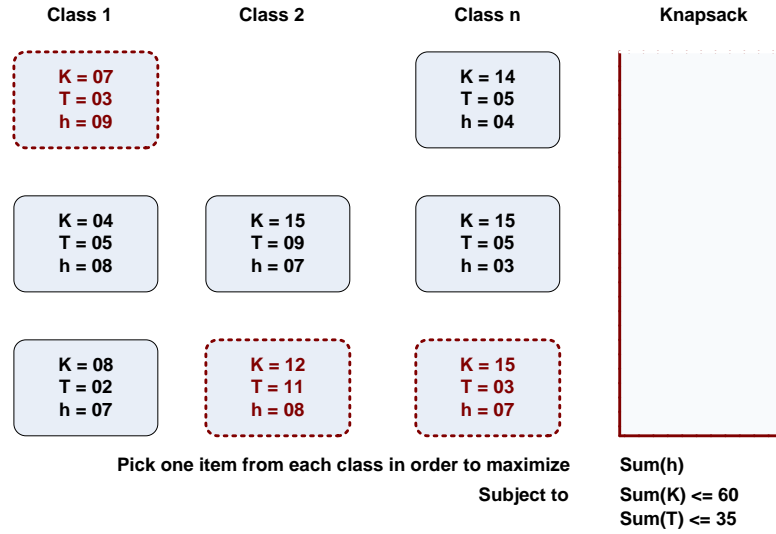 Class 1
Class 2
Class n
Knapsack
K = 07
T = 03
h = 09
K = 14
T = 05
h = 04
K = 04
T = 05
h = 08
K = 15
T = 09
h = 07
K = 15
T = 05
h = 03
K = 08
T = 02
h = 07
K = 12
T = 11
h = 08
K = 15
T = 03
h = 07
Pick one item from each class in order to maximize Sum(h)
Subject to Sum(K) <= 60
Sum(T) <= 35